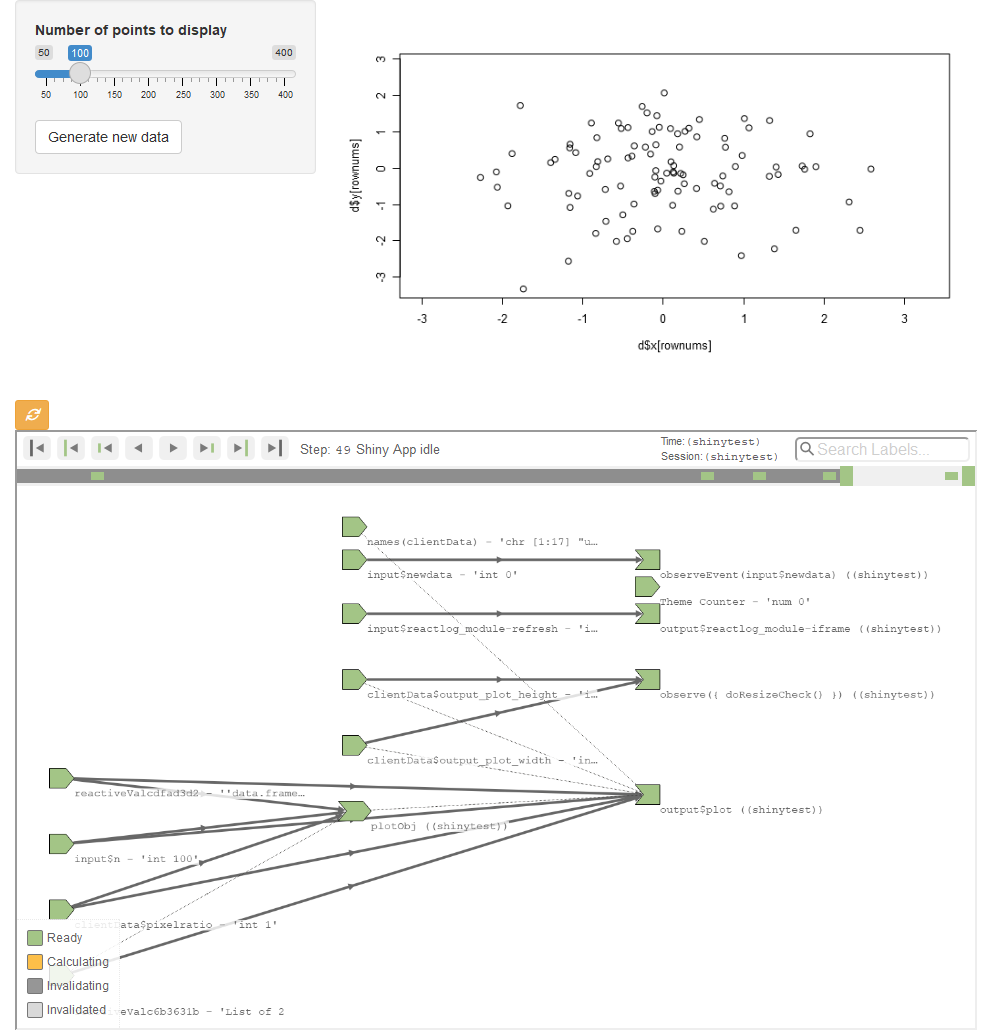 Number of points to display
50 100 400
50 100 150 200 250 300 350 400
Generate new data
d$y[rownums]
3
2
1
0
-1
-2
-3
-3 -2 -1 0 1 2 3
d$x[rownums]
Step: 49 Shiny App idle
Time: (shinytest)
Session: (shinytest)
Search Labels...
names(clientData) – 'chr [1:17] "u…
input$newdata – 'int 0'
observeEvent(input$newdata) ((shinytest))
Theme Counter – 'num 0'
input$reactlog_module-refresh – 'i…
output$reactlog_module-iframe ((shinytest))
clientData$output_plot_height – 'i…
observe({ doResizeCheck() }) ((shinytest))
clientData$output_plot_width – 'in…
reactiveValcdfad3d2 – ''data.frame…
output$plot ((shinytest))
plotObj ((shinytest))
input$n – 'int 100'
clientData$pixelratio – 'int 1'
Ready
Calculating
Invalidating
Invalidated
veValc6b3631b – 'List of 2